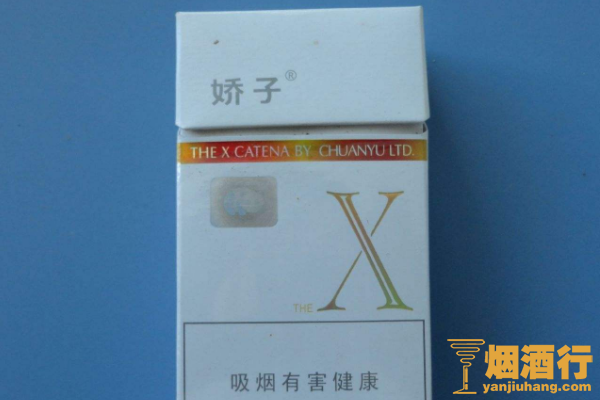 娇子®
THE X CATENA BY CHUANYU LTD.
THE X
吸烟有害健康
烟酒行
yanjiuhang.com